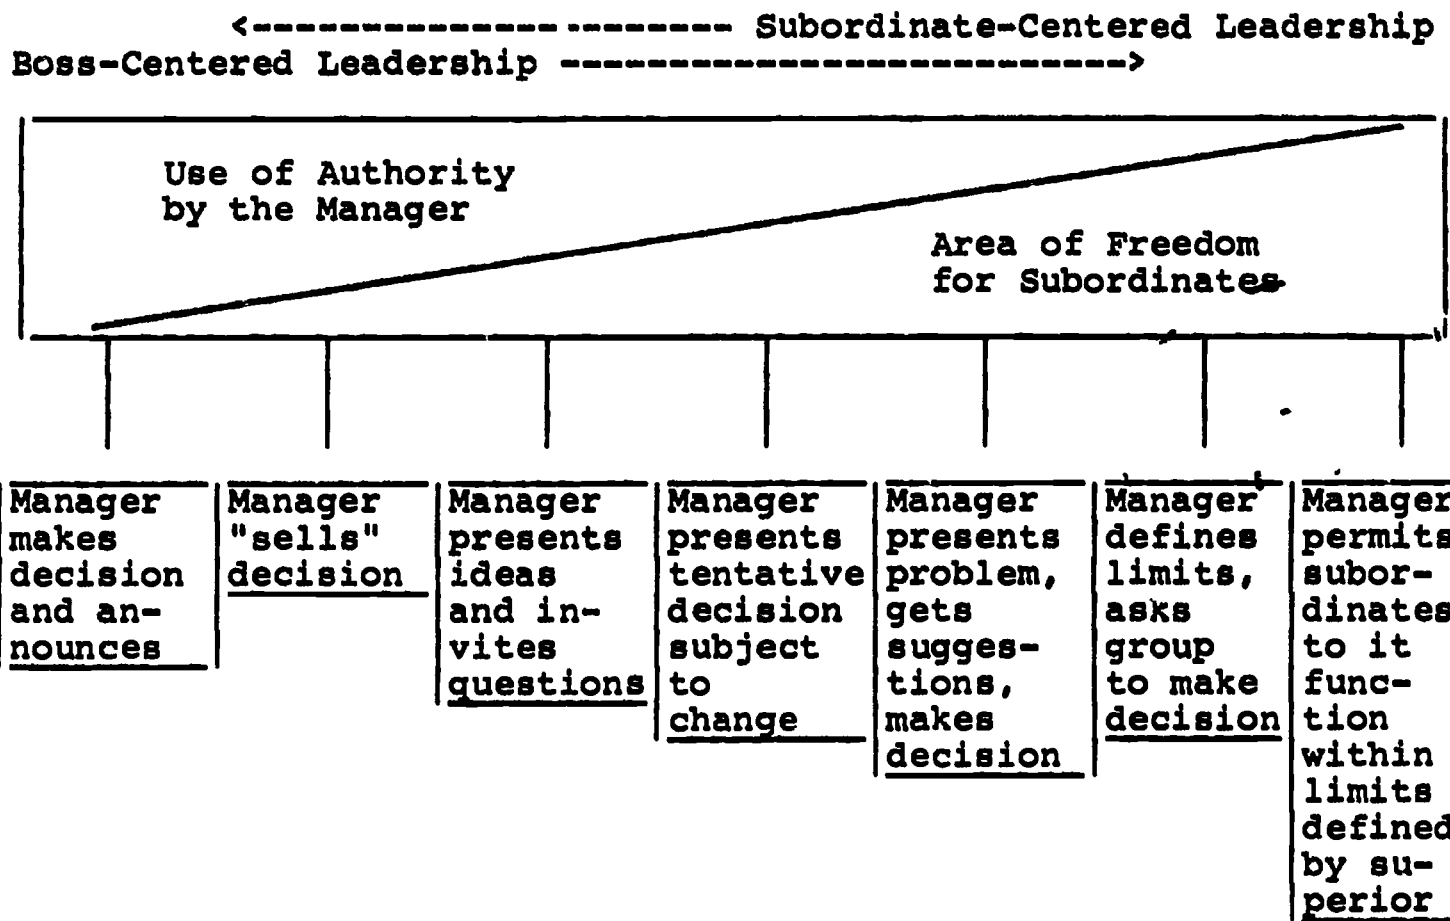 <-------------- -------- Subordinate-Centered Leadership
Boss-Centered Leadership -------------------------->
Use of Authority
by the Manager
Area of Freedom
for Subordinates
Manager
makes
decision
and an-
nounces
Manager
"sells"
decision
Manager
presents
ideas
and in-
vites
questions
Manager
presents
tentative
decision
subject
to
change
Manager
presents
problem,
gets
sugges-
tions,
makes
decision
Manager
defines
limits,
asks
group
to make
decision
Manager
permits
subor-
dinates
to it
func-
tion
within
limits
defined
by su-
perior